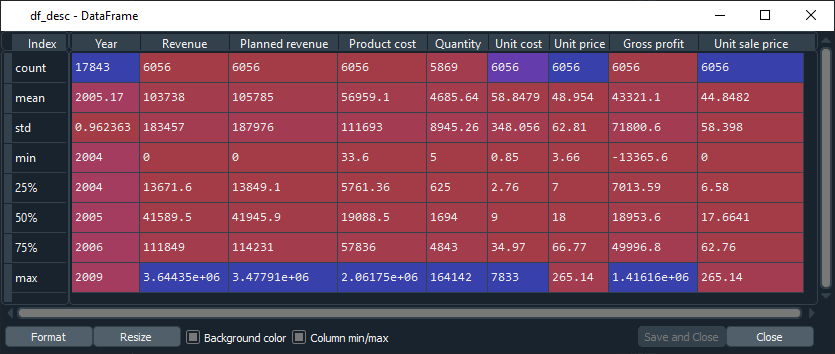 df_desc - DataFrame
Index Year Revenue Planned revenue Product cost Quantity Unit cost Unit price Gross profit Unit sale price
count 17843 6056 6056 6056 5869 6056 6056 6056 6056
mean 2005.17 103738 105785 56959.1 4685.64 58.8479 48.954 43321.1 44.8482
std 0.962363 183457 187976 111693 8945.26 348.056 62.81 71800.6 58.398
min 2004 0 0 33.6 5 0.85 3.66 -13365.6 0
25% 2004 13671.6 13849.1 5761.36 625 2.76 7 7013.59 6.58
50% 2005 41589.5 41945.9 19088.5 1694 9 18 18953.6 17.6641
75% 2006 111849 114231 57836 4843 34.97 66.77 49996.8 62.76
max 2009 3.64435e+06 3.47791e+06 2.06175e+06 164142 7833 265.14 1.41616e+06 265.14
Format Resize Background color Column min/max Save and Close Close